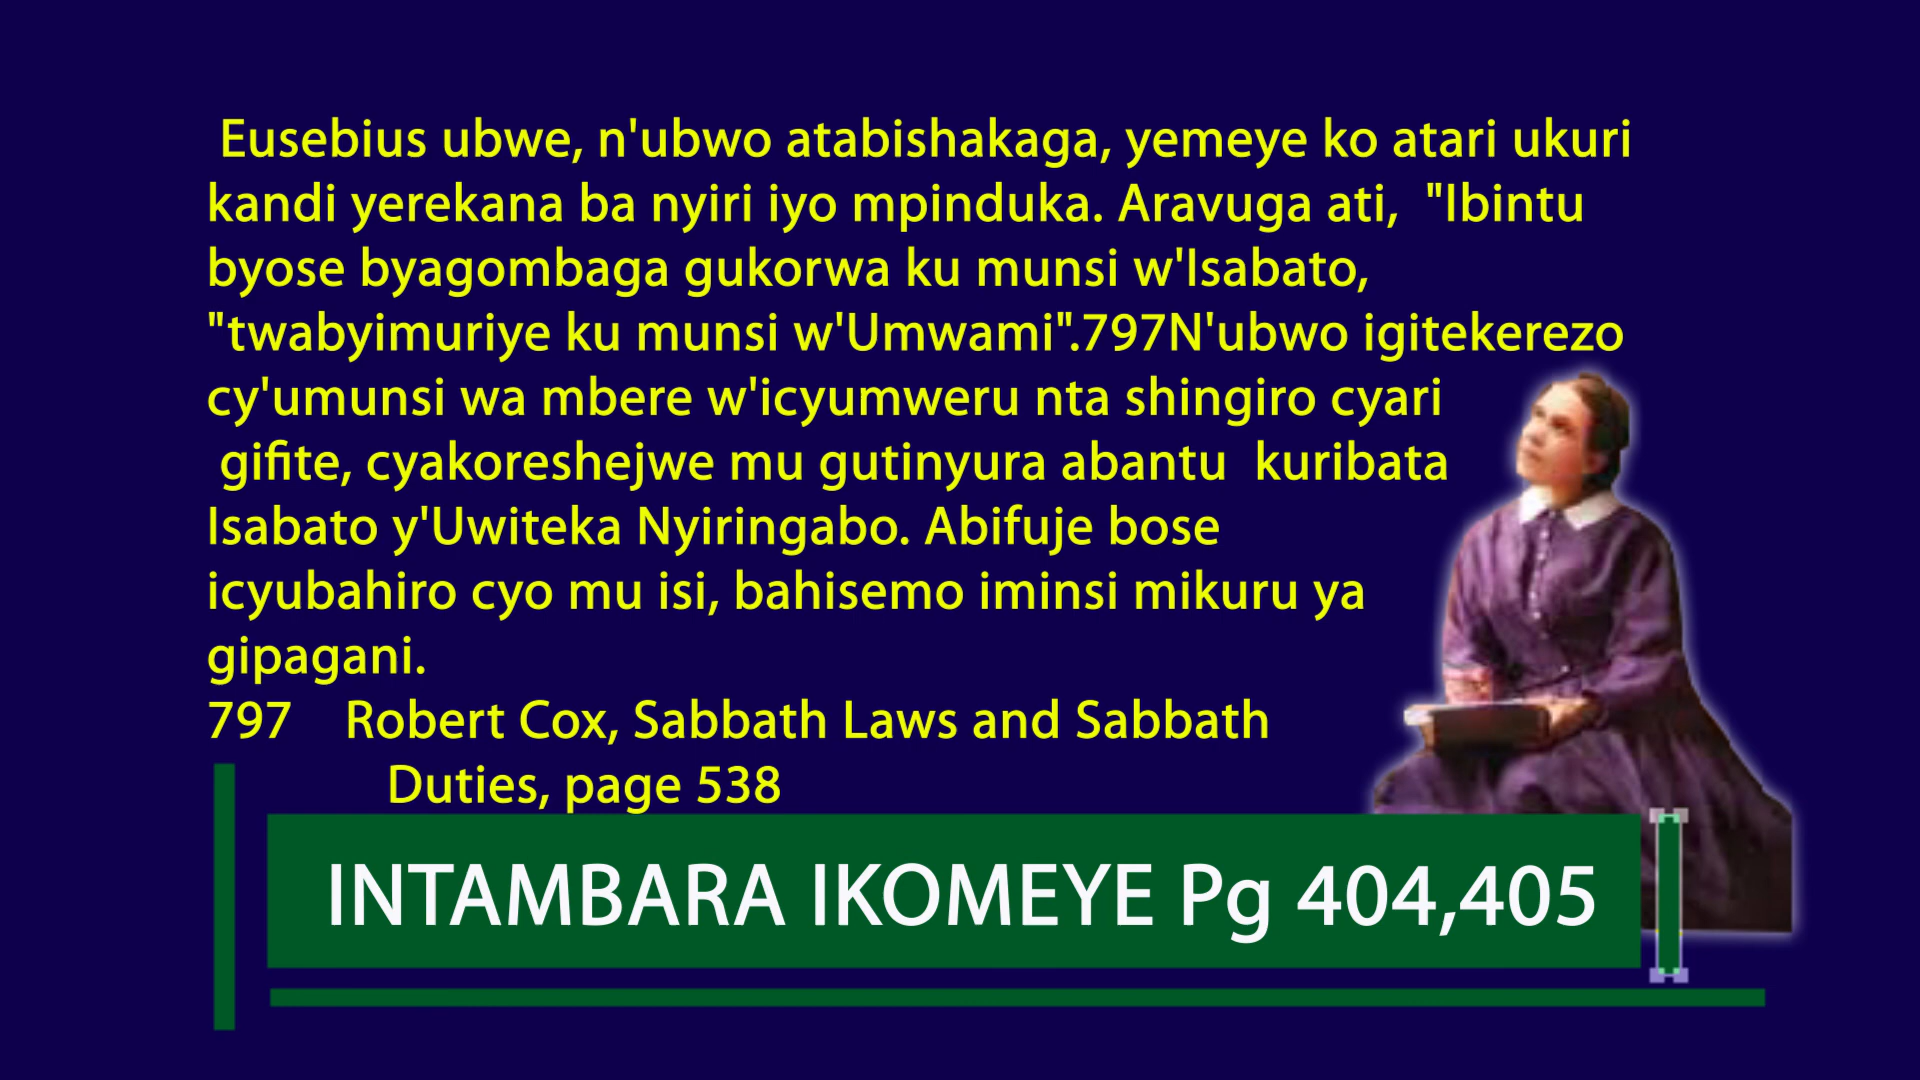 Eusebius ubwe, n'ubwo atabishakaga, yemeye ko atari ukuri
kandi yerekana ba nyiri iyo mpinduka. Aravuga ati, "Ibintu
byose byagombaga gukorwa ku munsi w'Isabato,
"twabyimuriye ku munsi w'Umwami".797N'ubwo igitekerezo
cy'umunsi wa mbere w'icyumweru nta shingiro cyari
gifite, cyakoreshejwe mu gutinyura abantu kuribata
Isabato y'Uwiteka Nyiringabo. Abifuje bose
icyubahiro cyo mu isi, bahisemo iminsi mikuru ya
gipagani.
797 Robert Cox, Sabbath Laws and Sabbath
Duties, page 538
INTAMBARA IKOMEYE Pg 404,405